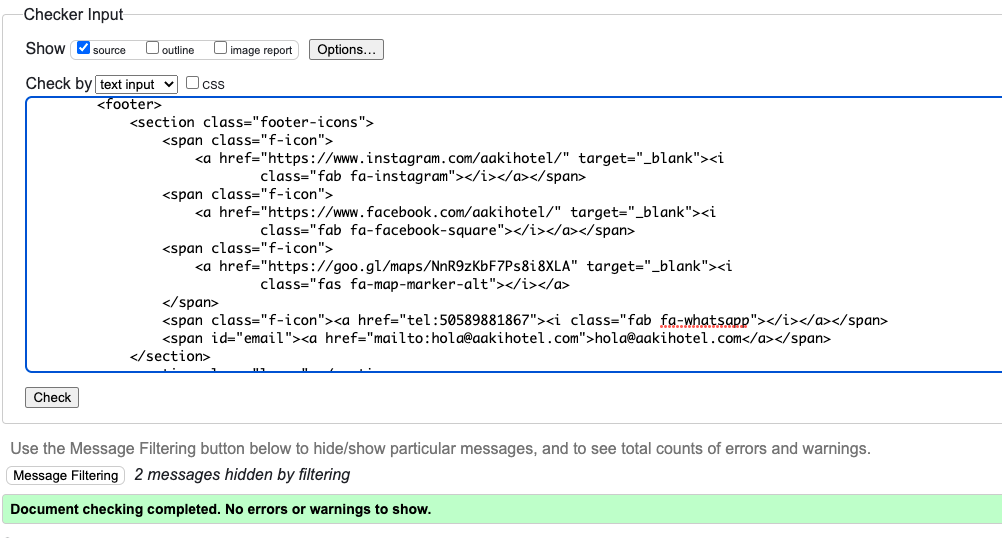 Checker Input
Show source outline image report Options...
Check by text input CSS
<footer>
<section class="footer-icons">
<span class="f-icon">
<a href="https://www.instagram.com/aakihotel/" target="_blank"><i
class="fab fa-instagram"></i></a></span>
<span class="f-icon">
<a href="https://www.facebook.com/aakihotel/" target="_blank"><i
class="fab fa-facebook-square"></i></a></span>
<span class="f-icon">
<a href="https://goo.gl/maps/NnR9zKbF7Ps8i8XLA" target="_blank"><i
class="fas fa-map-marker-alt"></i></a>
</span>
<span class="f-icon"><a href="tel:50589881867"><i class="fab fa-whatsapp"></i></a></span>
<span id="email"><a href="mailto:hola@aakihotel.com">hola@aakihotel.com</a></span>
</section>
Check
Use the Message Filtering button below to hide/show particular messages, and to see total counts of errors and warnings.
Message Filtering 2 messages hidden by filtering
Document checking completed. No errors or warnings to show.